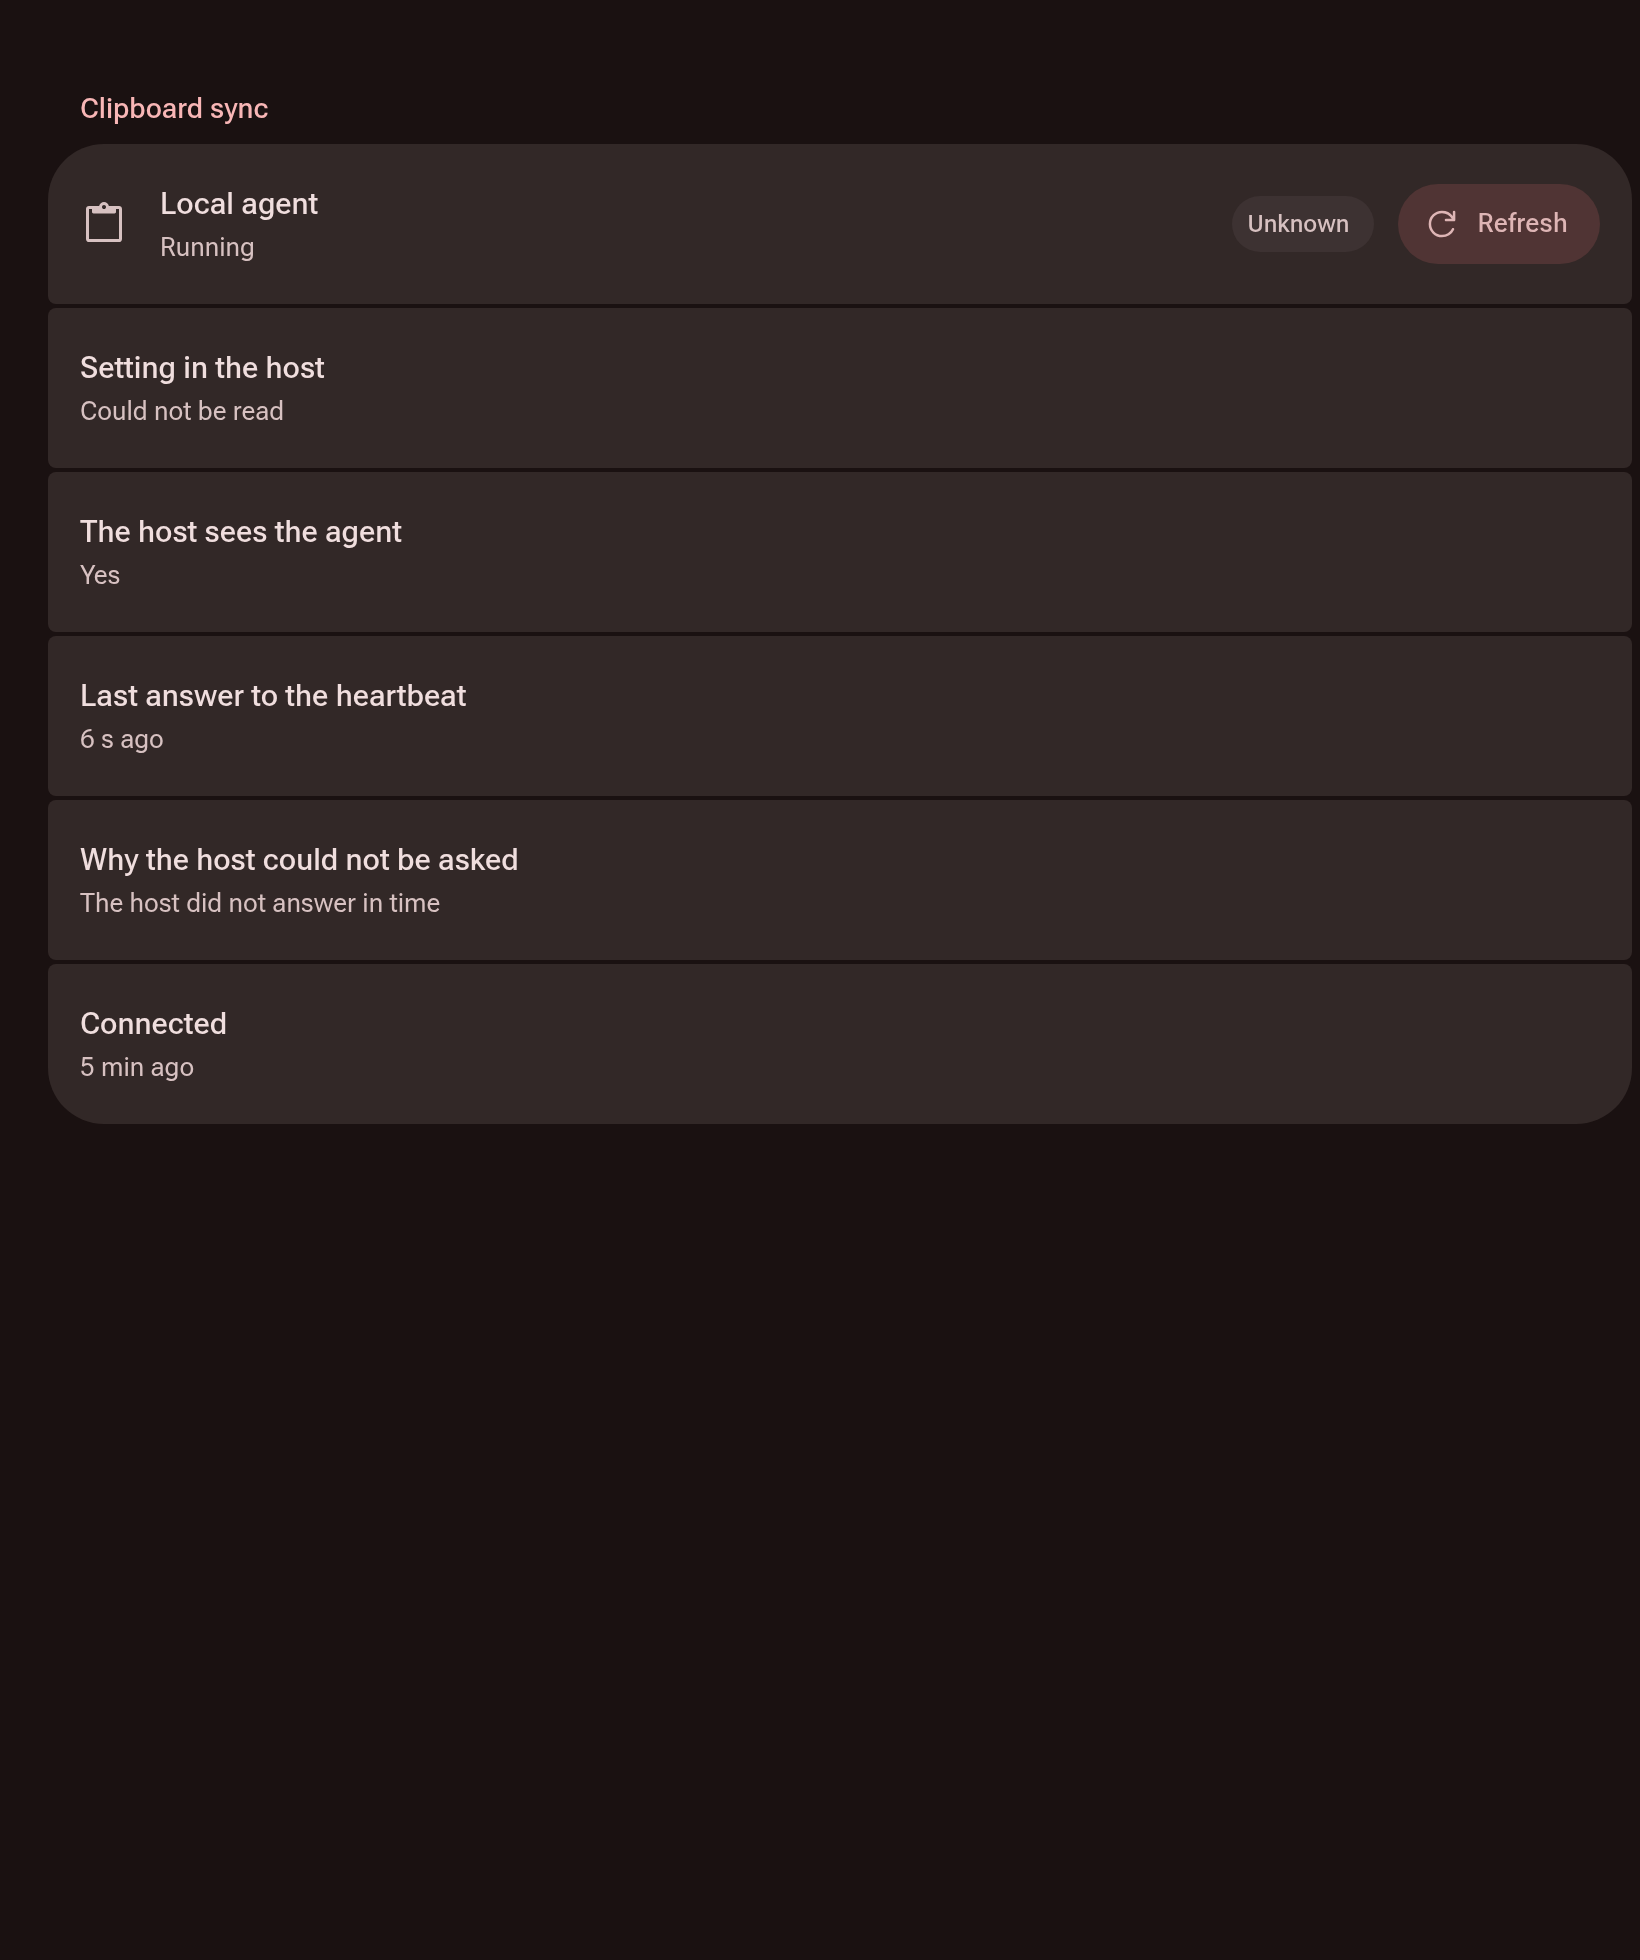 Clipboard sync
Local agent
Running
Unknown
Refresh
Setting in the host
Could not be read
The host sees the agent
Yes
Last answer to the heartbeat
6 s ago
Why the host could not be asked
The host did not answer in time
Connected
5 min ago